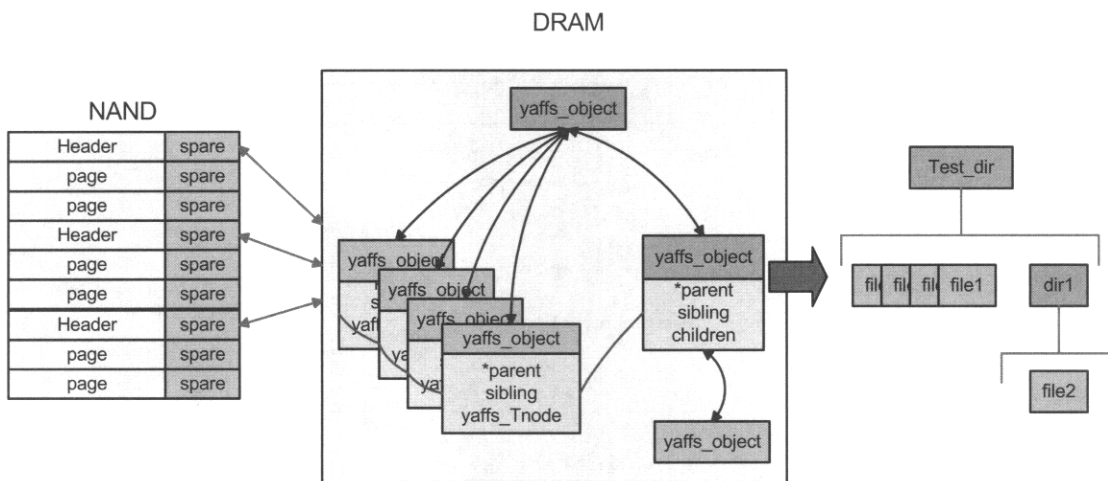 DRAM
NAND
Header spare
page spare
page spare
Header spare
page spare
page spare
Header spare
page spare
page spare
yaffs_object
yaffs_object
yaffs_object
yaffs_object
yaffs_object
*parent
sibling
yaffs_Tnode
yaffs_object
*parent
sibling
children
yaffs_object
Test_dir
file1
dir1
file2